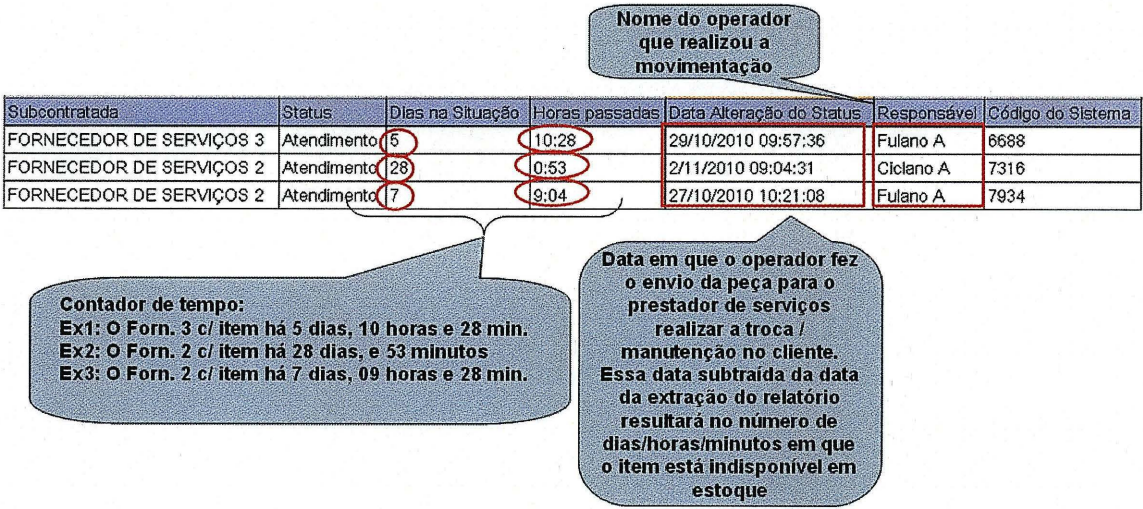 Nome do operador
que realizou a
movimentação
Subcontratada Status Dias na Situação Horas passadas Data Alteração do Status Responsável Código do Sistema
FORNECEDOR DE SERVIÇOS 3 Atendimento 5 10:28 29/10/2010 09:57:36 Fulano A 6688
FORNECEDOR DE SERVIÇOS 2 Atendimento 28 0:53 2/11/2010 09:04:31 Ciclano A 7316
FORNECEDOR DE SERVIÇOS 2 Atendimento 7 9:04 27/10/2010 10:21:08 Fulano A 7934
Contador de tempo:
Ex1: O Forn. 3 c/ item há 5 dias, 10 horas e 28 min.
Ex2: O Forn. 2 c/ item há 28 dias, e 53 minutos
Ex3: O Forn. 2 c/ item há 7 dias, 09 horas e 28 min.
Data em que o operador fez
o envio da peça para o
prestador de serviços
realizar a troca /
manutenção no cliente.
Essa data subtraída da data
da extração do relatório
resultará no número de
dias/horas/minutos em que
o item está indisponível em
estoque